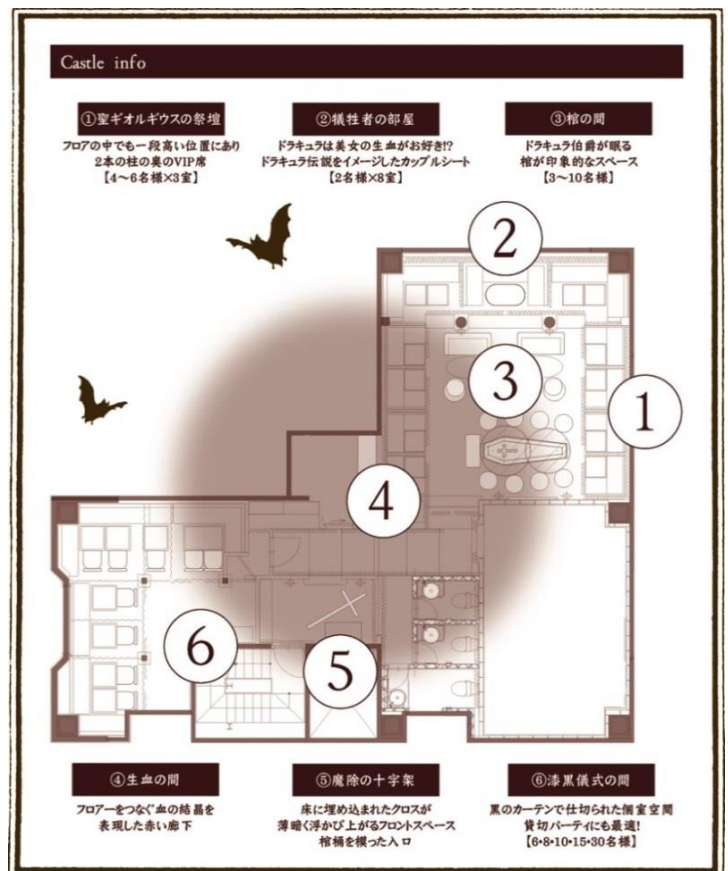 Castle info
①聖ギオルギウスの祭壇
フロアの中でも一段高い位置にあり
2本の柱の奥のVIP席
【4〜6名様×3室】
②犠牲者の部屋
ドラキュラは美女の生血がお好き!?
ドラキュラ伝説をイメージしたカップルシート
【2名様×8室】
③棺の間
ドラキュラ伯爵が眠る
棺が印象的なスペース
【3〜10名様】
2
3
1
4
6
5
④生血の間
フロアーをつなぐ血の結晶を
表現した赤い廊下
⑤魔除の十字架
床に埋め込まれたクロスが
薄暗く浮かび上がるフロントスペース
棺桶を模った入口
⑥漆黒儀式の間
黒のカーテンで仕切られた個室空間
貸切パーティにも最適!
【6・8・10・15・30名様】